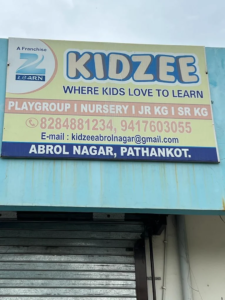 A Franchise
Z
LEARN
KIDZEE
WHERE KIDS LOVE TO LEARN
PLAYGROUP I NURSERY I JR KG I SR KG
8284881234, 9417603055
E-mail : kidzeeabrolnagar@gmail.com
ABROL NAGAR, PATHANKOT.